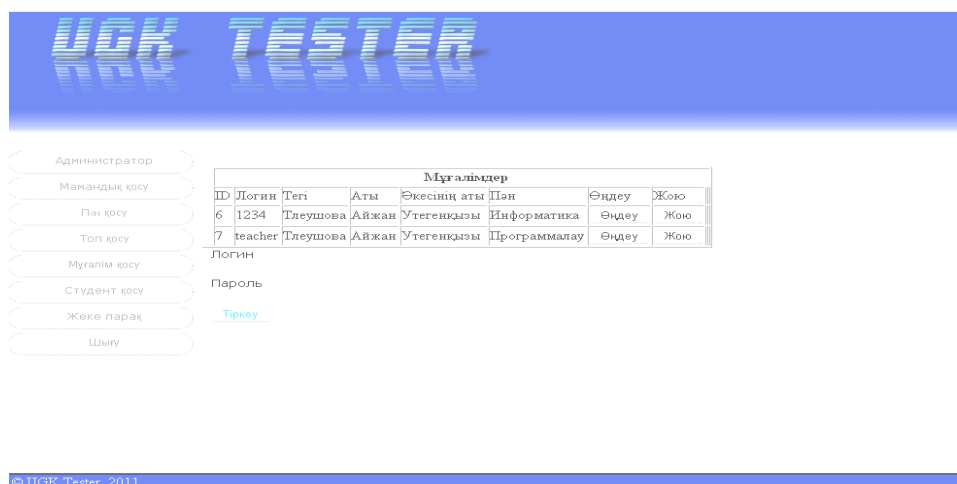 UGK TESTER
Администратор
Мамандық қосу
Пән қосу
Топ қосу
Мұғалім қосу
Студент қосу
Жеке парақ
Шығу
Мұғалімдер
ID Логин Тегі Аты Әкесінің аты Пән Өңдеу Жою
6 1234 Тлеушова Айжан Утегенқызы Информатика Өңдеу Жою
7 teacher Тлеушова Айжан Утегенқызы Программалау Өңдеу Жою
Логин
Пароль
Тіркеу
© UGK Tester, 2011